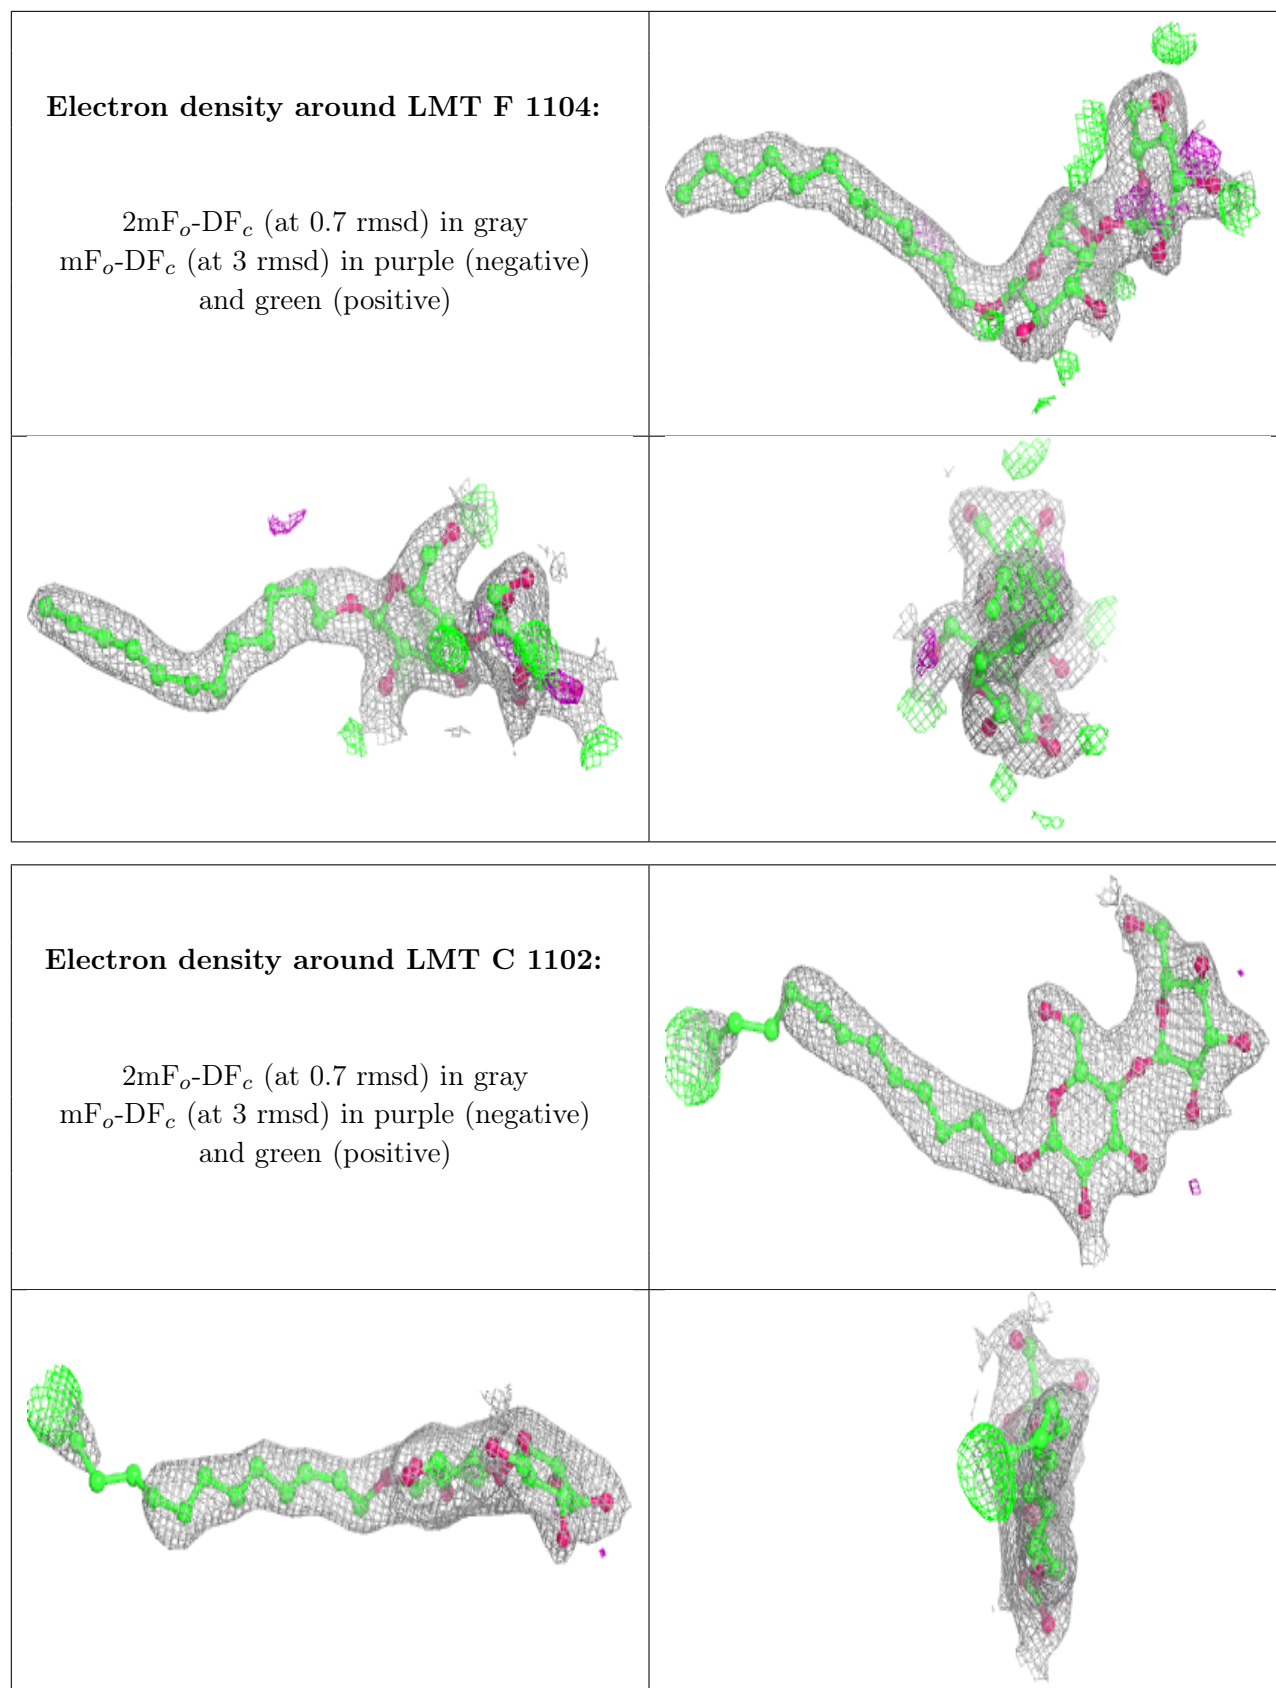 Electron density around LMT F 1104:
2mFₒ-DF𝒸 (at 0.7 rmsd) in gray
mFₒ-DF𝒸 (at 3 rmsd) in purple (negative)
and green (positive)
Electron density around LMT C 1102:
2mFₒ-DF𝒸 (at 0.7 rmsd) in gray
mFₒ-DF𝒸 (at 3 rmsd) in purple (negative)
and green (positive)